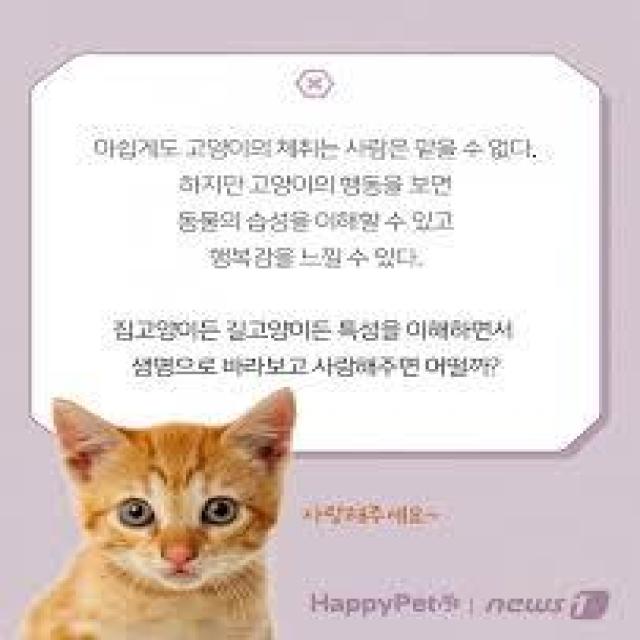 아쉽게도 고양이의 체취는 사람은 맡을 수 없다.
하지만 고양이의 행동을 보면
동물의 습성을 이해할 수 있고
행복감을 느낄 수 있다.
집고양이든 길고양이든 특성을 이해하면서
생명으로 바라보고 사랑해주면 어떨까?
사랑해주세요~
HappyPet | news1